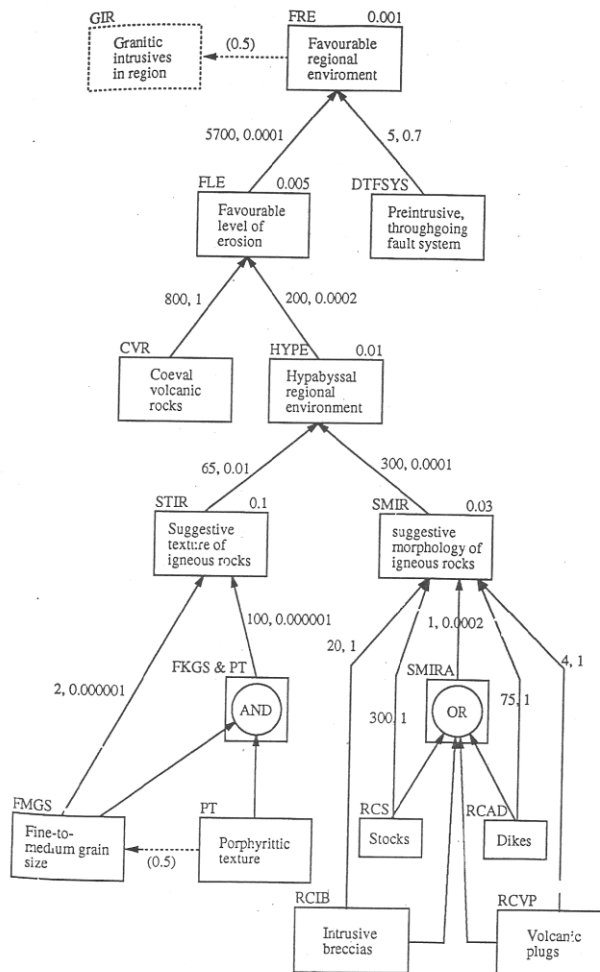 GIR
Granitic
intrusives
in region
(0.5)
FRE
0.001
Favourable
regional
enviroment
5700, 0.0001
5, 0.7
FLE
0.005
Favourable
level of
erosion
DTFSYS
Preintrusive,
throughgoing
fault system
800, 1
200, 0.0002
CVR
Coeval
volcanic
rocks
HYPE
0.01
Hypabyssal
regional
environment
65, 0.01
300, 0.0001
STIR
0.1
Suggestive
texture of
igneous rocks
SMIR
0.03
suggestive
morphology of
igneous rocks
100, 0.000001
20, 1
1, 0.0002
4, 1
FKGS & PT
AND
SMIRA
OR
2, 0.000001
300, 1
75, 1
FMGS
Fine-to-
medium grain
size
(0.5)
PT
Porphyrittic
texture
RCS
Stocks
RCAD
Dikes
RCIB
Intrusive
breccias
RCVP
Volcanic
plugs